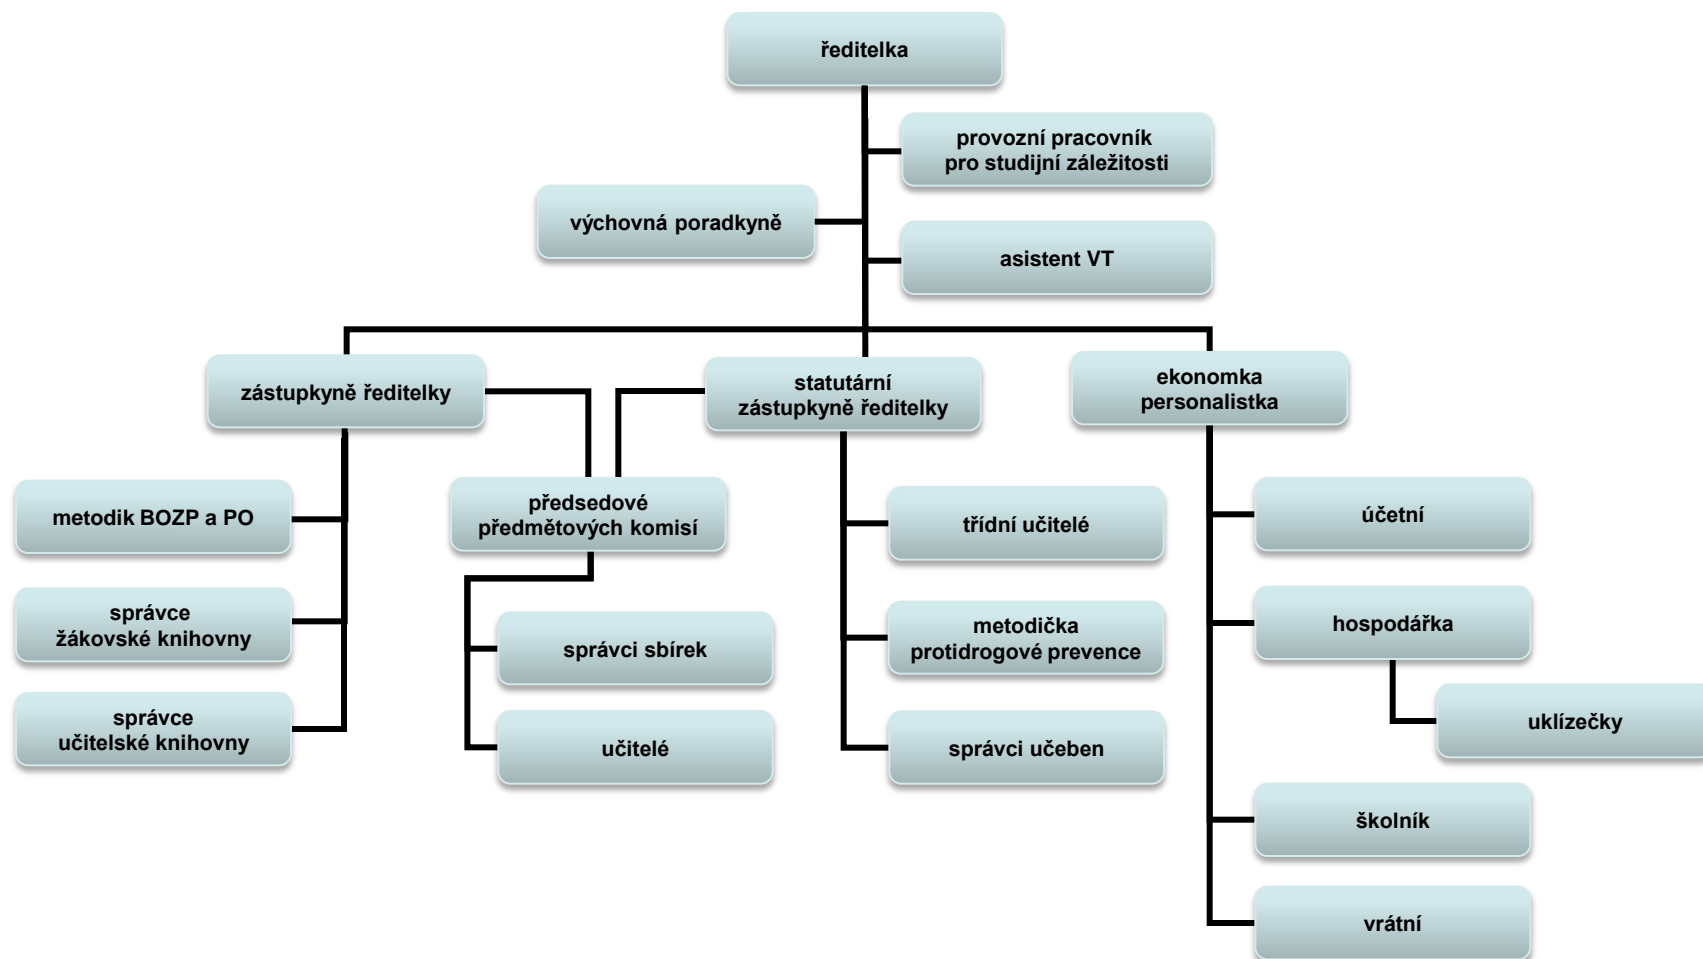 ředitelka
provozní pracovník
pro studijní záležitosti
výchovná poradkyně
asistent VT
zástupkyně ředitelky
statutární
zástupkyně ředitelky
ekonomka
personalistka
metodik BOZP a PO
předsedové
předmětových komisí
třídní učitelé
účetní
správce
žákovské knihovny
správci sbírek
metodička
protidrogové prevence
hospodářka
správce
učitelské knihovny
učitelé
správci učeben
uklízečky
školník
vrátní